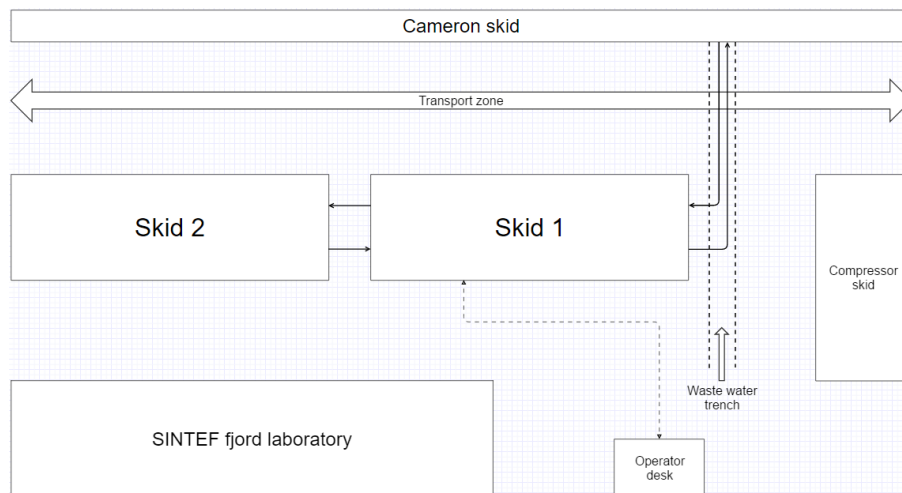 Cameron skid
Transport zone
Skid 2
Skid 1
Compressor
skid
Waste water
trench
SINTEF fjord laboratory
Operator
desk